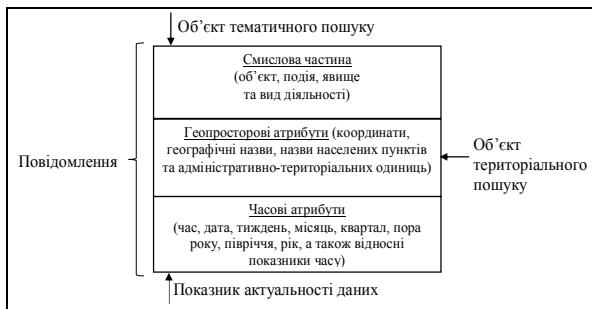 Об’єкт тематичного пошуку
Смислова частина
(об’єкт, подія, явище
та вид діяльності)
Геопросторові атрибути (координати,
географічні назви, назви населених пунктів
та адміністративно-територіальних одиниць)
Повідомлення
Об’єкт
територіального
пошуку
Часові атрибути
(час, дата, тиждень, місяць, квартал, пора
року, півріччя, рік, а також відносні
показники часу)
Показник актуальності даних